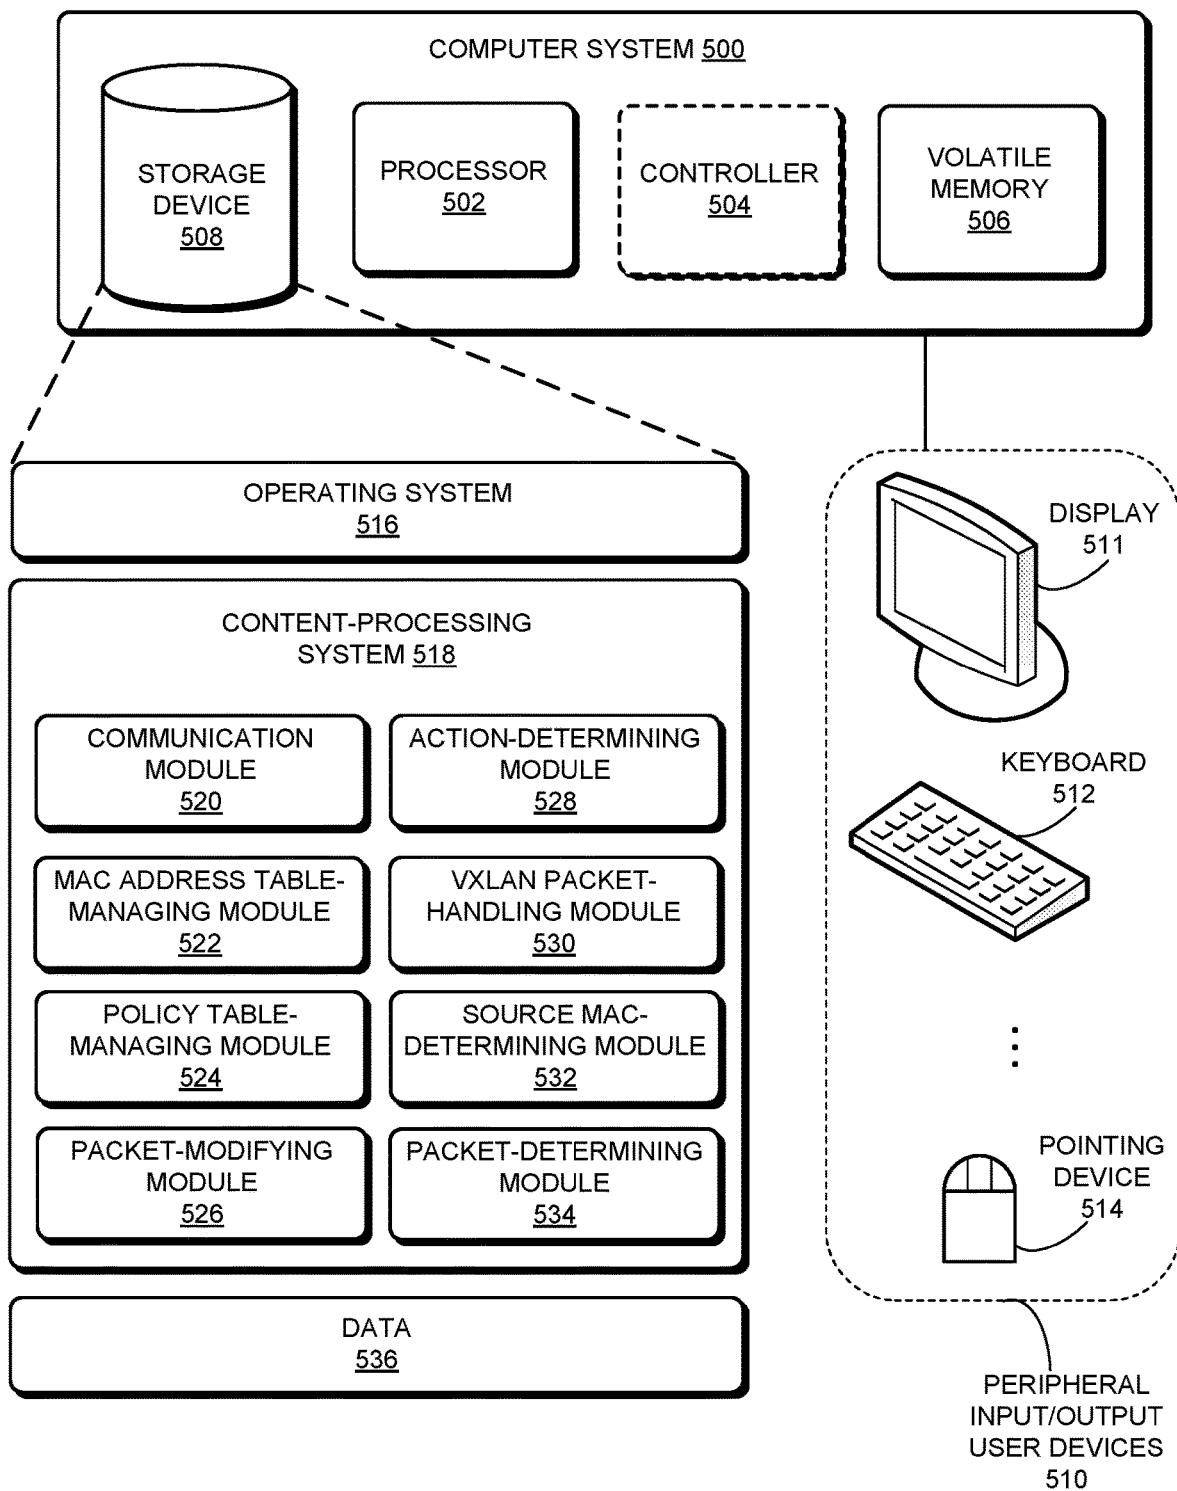 COMPUTER SYSTEM 500
STORAGE
DEVICE
508
PROCESSOR
502
CONTROLLER
504
VOLATILE
MEMORY
506
OPERATING SYSTEM
516
CONTENT-PROCESSING
SYSTEM 518
COMMUNICATION
MODULE
520
ACTION-DETERMINING
MODULE
528
MAC ADDRESS TABLE-
MANAGING MODULE
522
VXLAN PACKET-
HANDLING MODULE
530
POLICY TABLE-
MANAGING MODULE
524
SOURCE MAC-
DETERMINING MODULE
532
PACKET-MODIFYING
MODULE
526
PACKET-DETERMINING
MODULE
534
DATA
536
DISPLAY
511
KEYBOARD
512
POINTING
DEVICE
514
PERIPHERAL
INPUT/OUTPUT
USER DEVICES
510